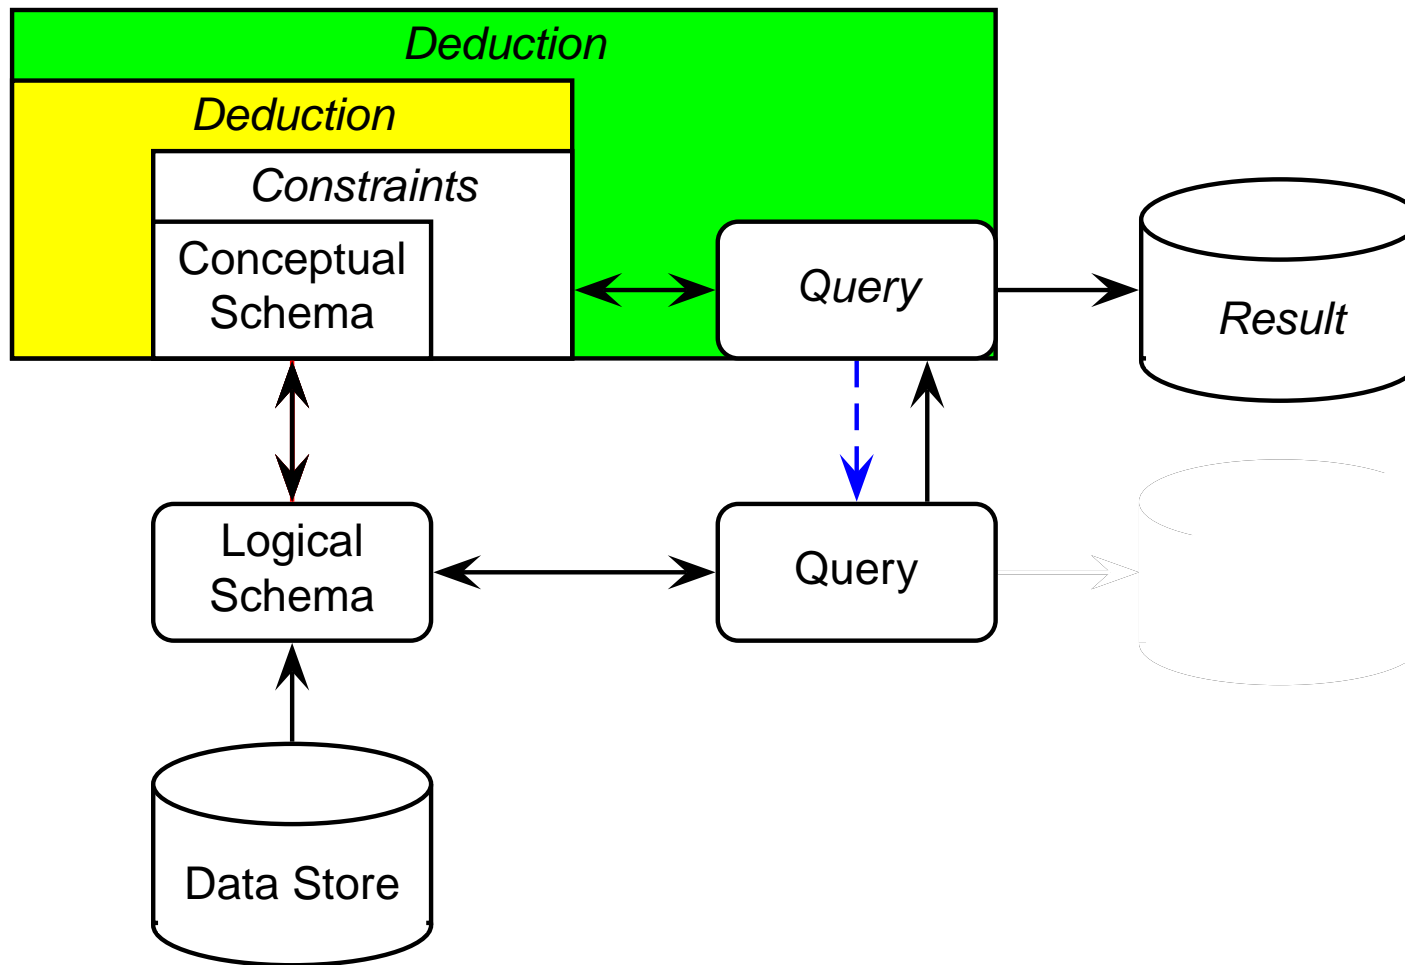 Deduction
Deduction
Constraints
Conceptual
Schema
Query
Result
Logical
Schema
Query
Data Store